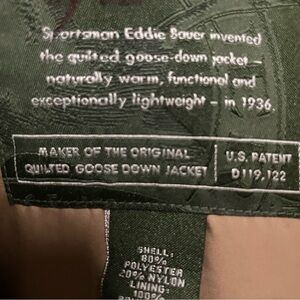 Sportsman Eddie Bauer invented
the quilted goose-down jacket -
naturally warm, functional and
exceptionally lightweight - in 1936.
MAKER OF THE ORIGINAL
QUILTED GOOSE DOWN JACKET
U.S. PATENT
D119,122
SHELL:
80%
POLYESTER
20% NYLON
LINING:
100%